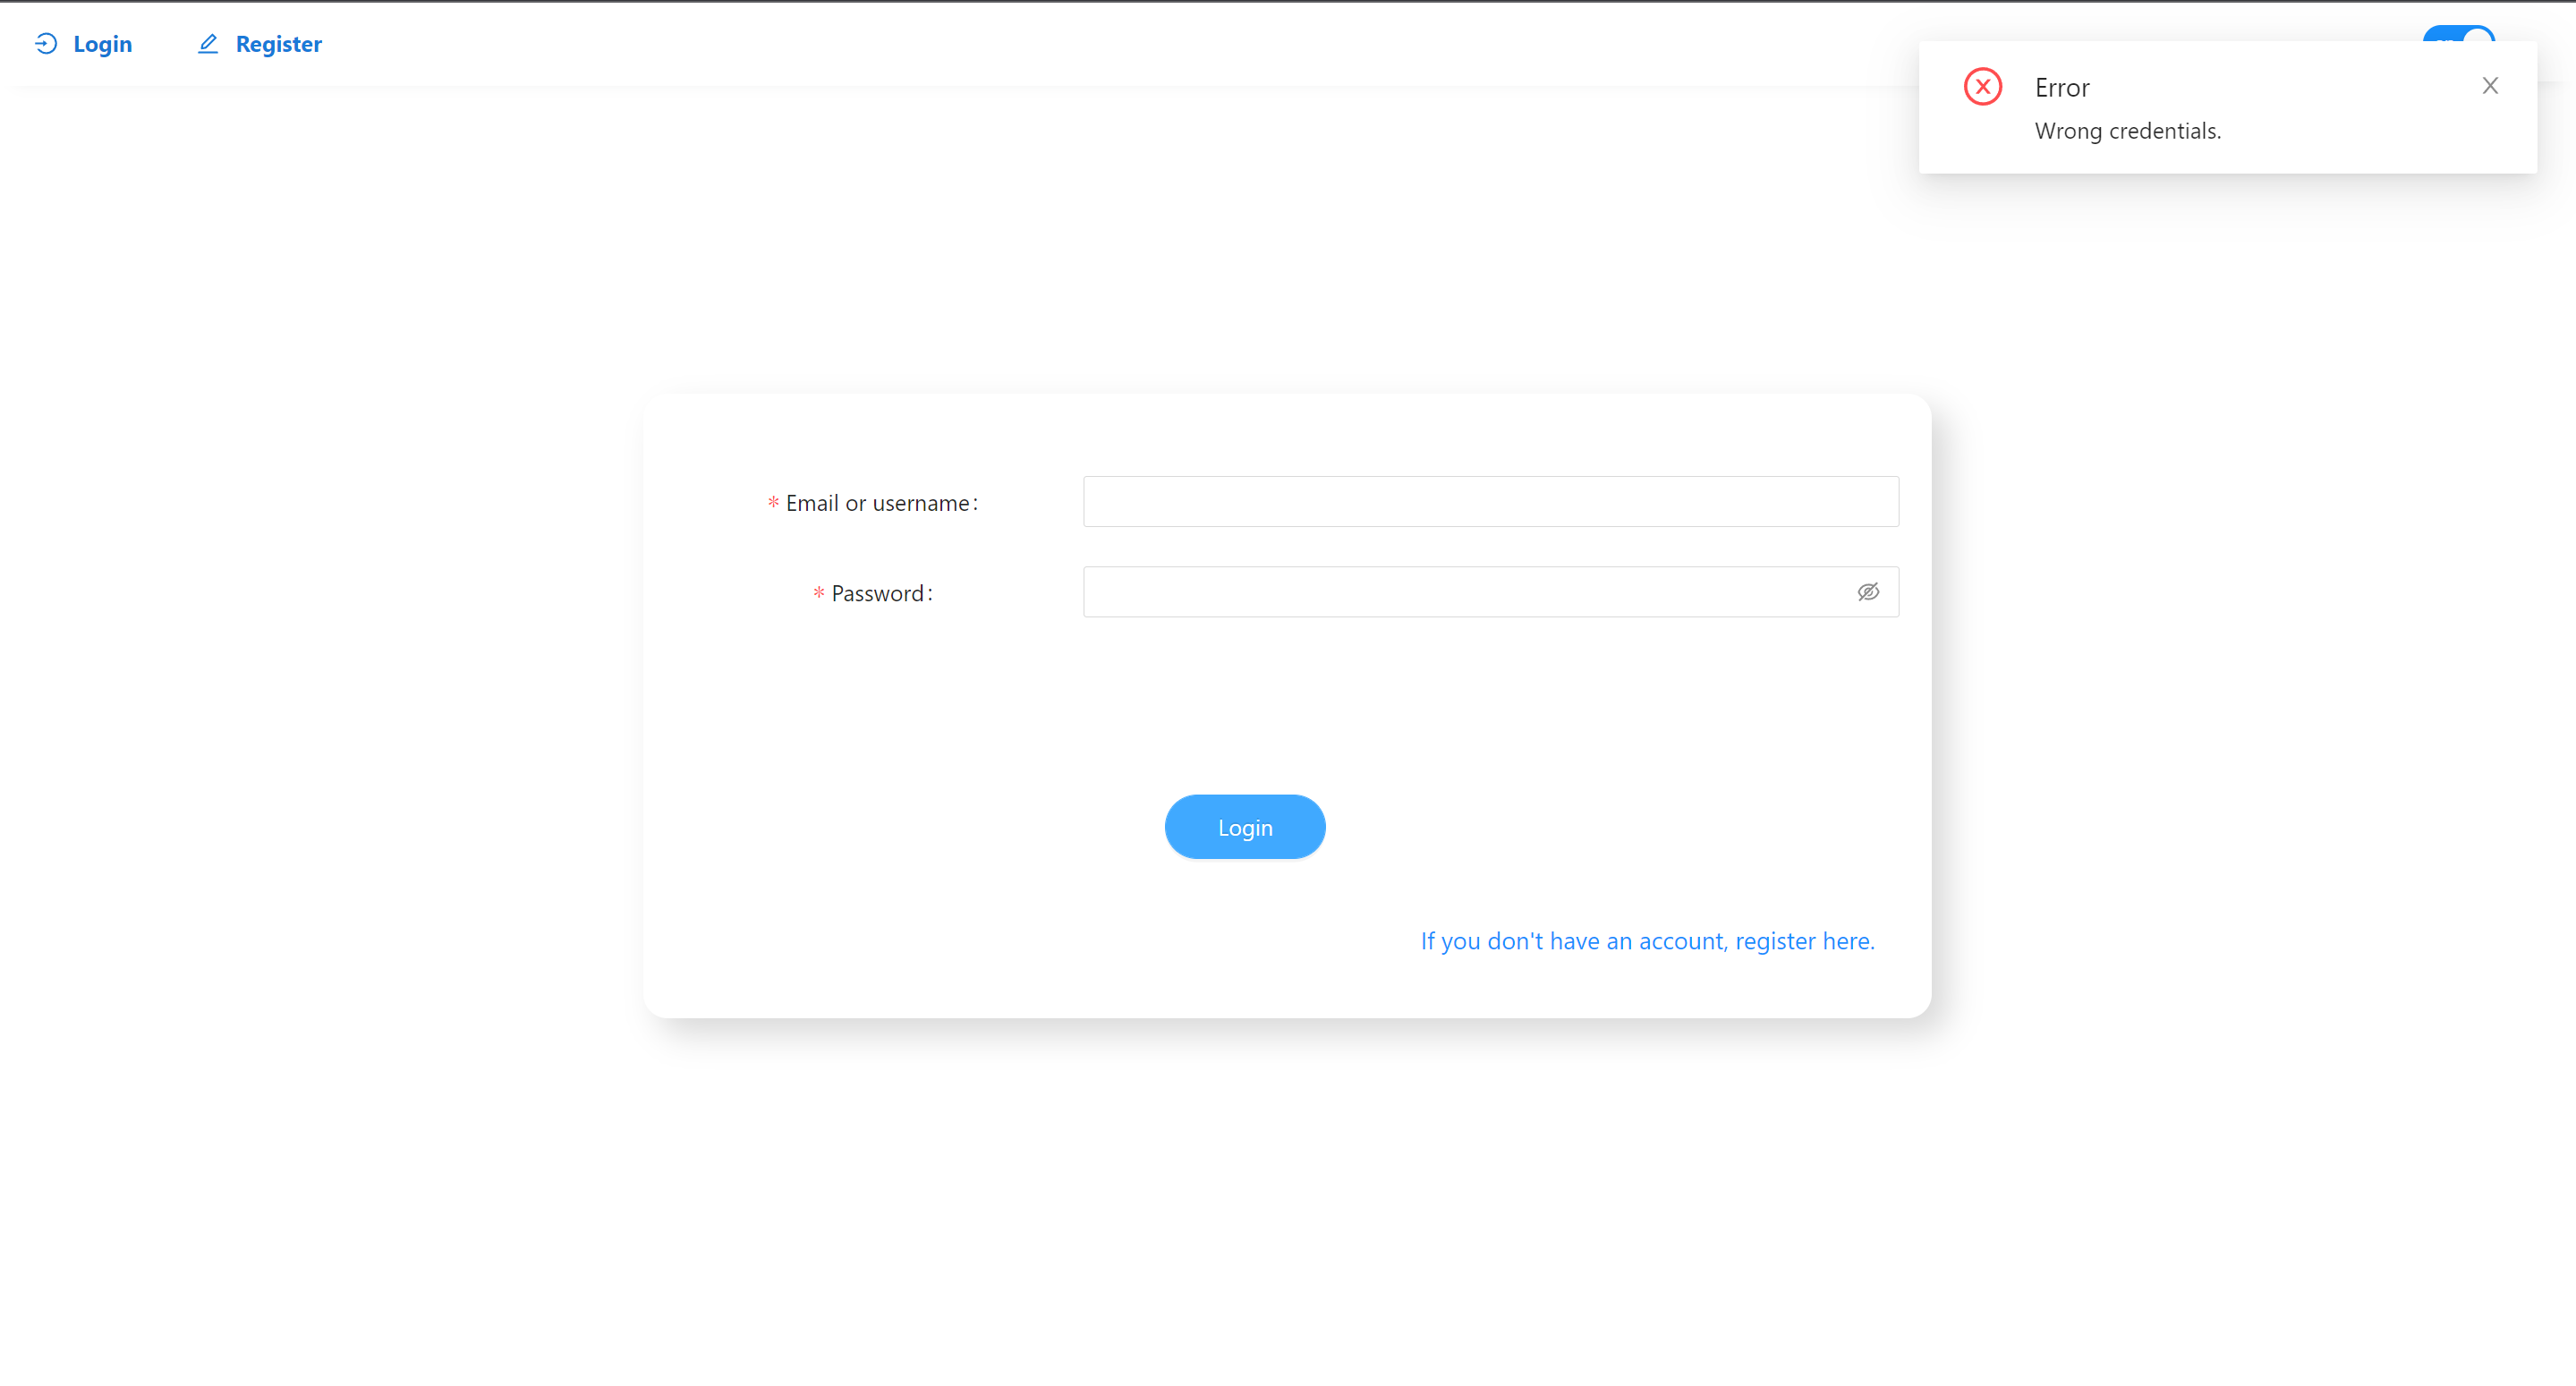 Login
Register
Error
Wrong credentials.
* Email or username:
* Password:
Login
If you don't have an account, register here.